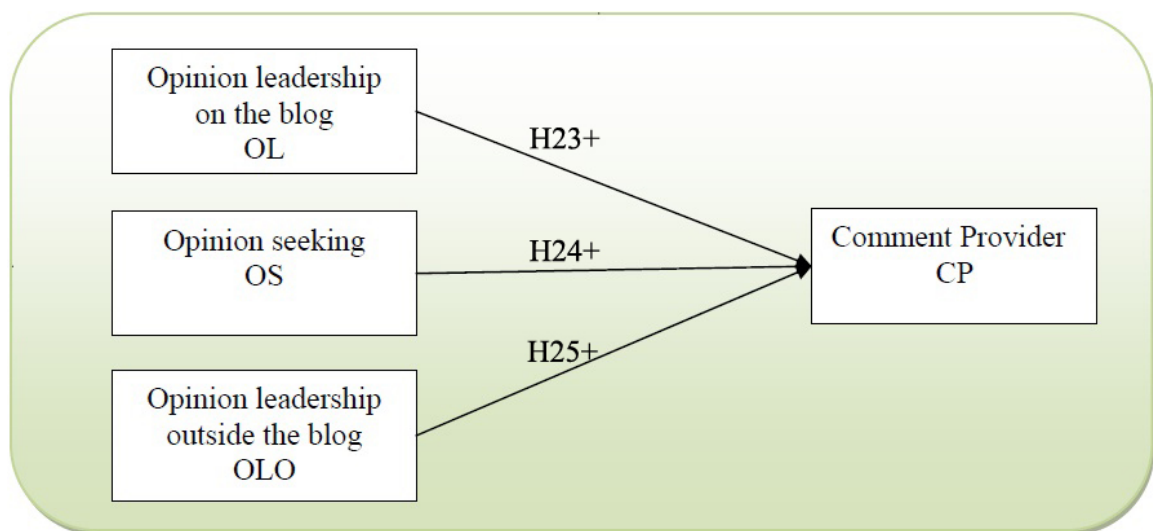 Opinion leadership
on the blog
OL
H23+
Opinion seeking
OS
H24+
Comment Provider
CP
H25+
Opinion leadership
outside the blog
OLO